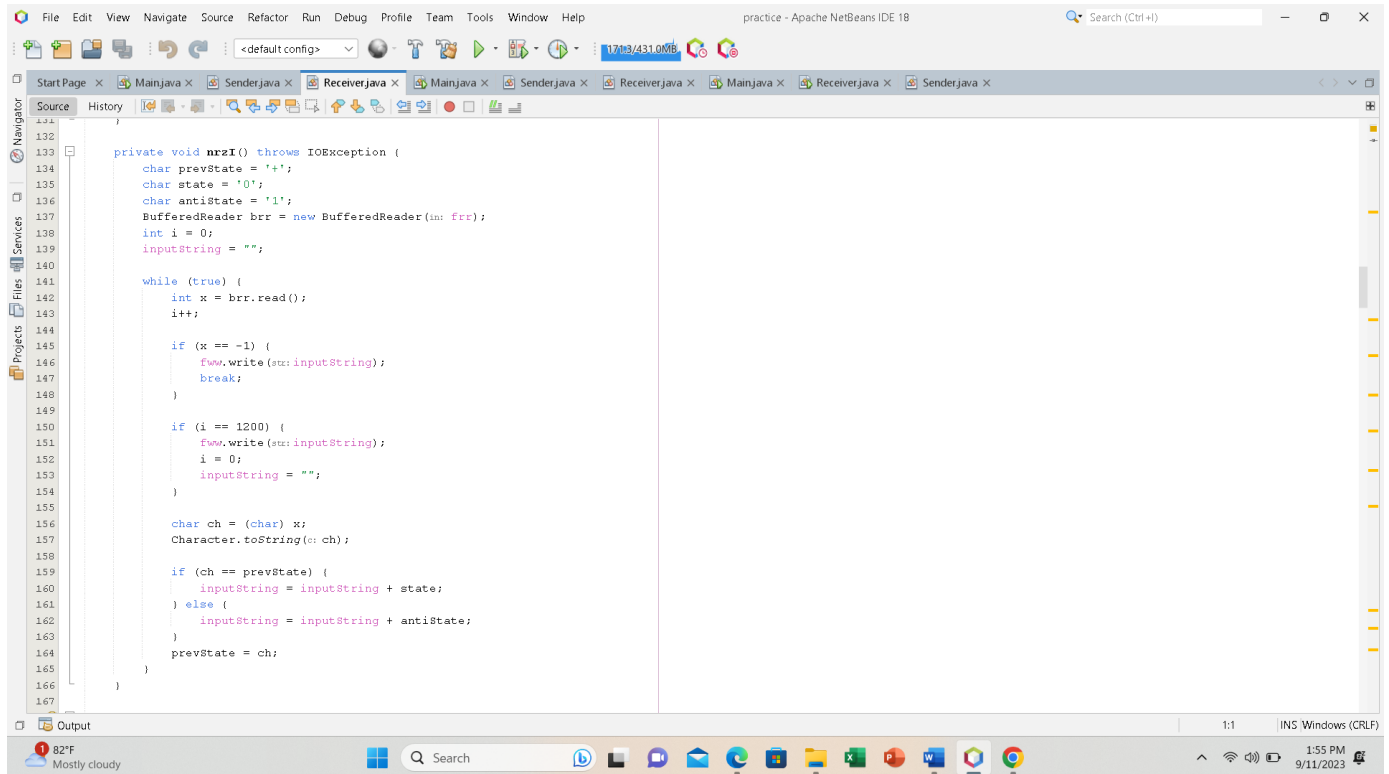 File Edit View Navigate Source Refactor Run Debug Profile Team Tools Window Help practice - Apache NetBeans IDE 18 Search (Ctrl+I)
<default config> 171.3/431.0MB
Start Page Main.java Sender.java Receiver.java Main.java Sender.java Receiver.java Main.java Receiver.java Sender.java
Source History
Navigator
Services
Files
Projects
131 }
132
133 private void nrzI() throws IOException {
134 char prevState = '+';
135 char state = '0';
136 char antiState = '1';
137 BufferedReader brr = new BufferedReader(in: frr);
138 int i = 0;
139 inputString = "";
140
141 while (true) {
142 int x = brr.read();
143 i++;
144
145 if (x == -1) {
146 fww.write(str: inputString);
147 break;
148 }
149
150 if (i == 1200) {
151 fww.write(str: inputString);
152 i = 0;
153 inputString = "";
154 }
155
156 char ch = (char) x;
157 Character.toString(c: ch);
158
159 if (ch == prevState) {
160 inputString = inputString + state;
161 } else {
162 inputString = inputString + antiState;
163 }
164 prevState = ch;
165 }
166 }
167
Output 1:1 INS Windows (CRLF)
1 82°F
Mostly cloudy
Search
1:55 PM
9/11/2023